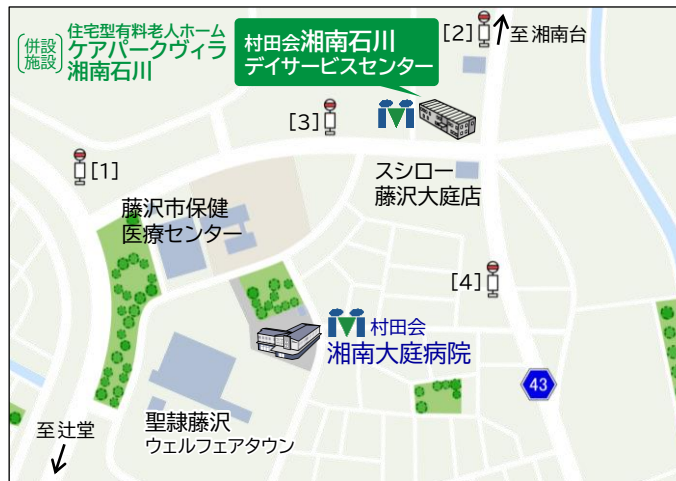 併設
施設
住宅型有料老人ホーム
ケアパークヴィラ
湘南石川
村田会湘南石川
デイサービスセンター
[2]
至湘南台
[3]
[1]
スシロー
藤沢大庭店
藤沢市保健
医療センター
[4]
村田会
湘南大庭病院
43
聖隷藤沢
ウェルフェアタウン
至辻堂